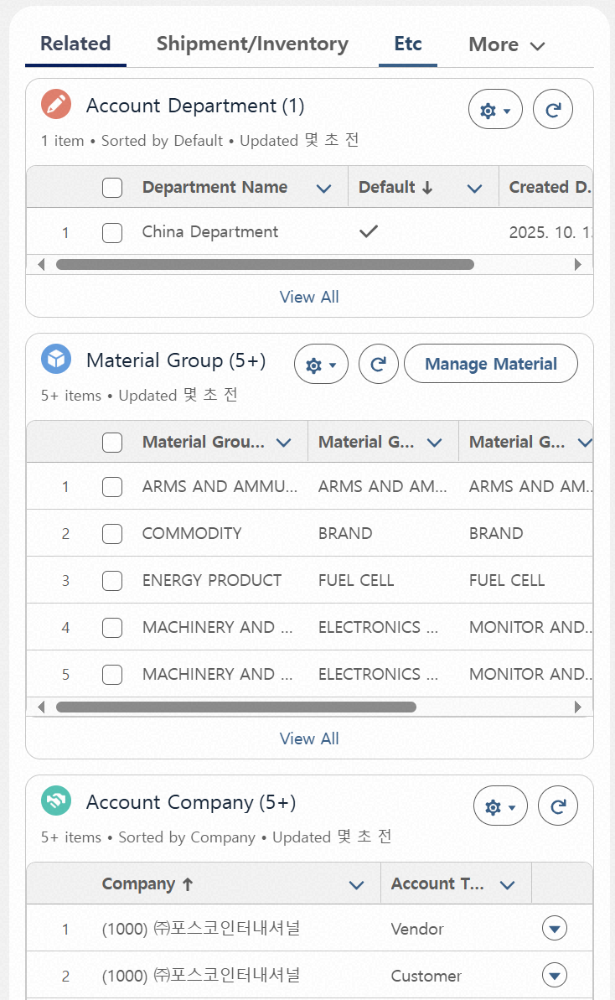 Related Shipment/Inventory Etc More
Account Department (1)
1 item • Sorted by Default • Updated 몇 초 전
Department Name Default ↓ Created D.
1 China Department ✓ 2025. 10. 1
View All
Material Group (5+) Manage Material
5+ items • Updated 몇 초 전
Material Grou... Material G... Material G...
1 ARMS AND AMMU... ARMS AND AM... ARMS AND AM..
2 COMMODITY BRAND BRAND
3 ENERGY PRODUCT FUEL CELL FUEL CELL
4 MACHINERY AND ... ELECTRONICS ... MONITOR AND..
5 MACHINERY AND ... ELECTRONICS ... MONITOR AND..
View All
Account Company (5+)
5+ items • Sorted by Company • Updated 몇 초 전
Company ↑ Account T...
1 (1000) ㈜포스코인터내셔널 Vendor
2 (1000) ㈜포스코인터내셔널 Customer